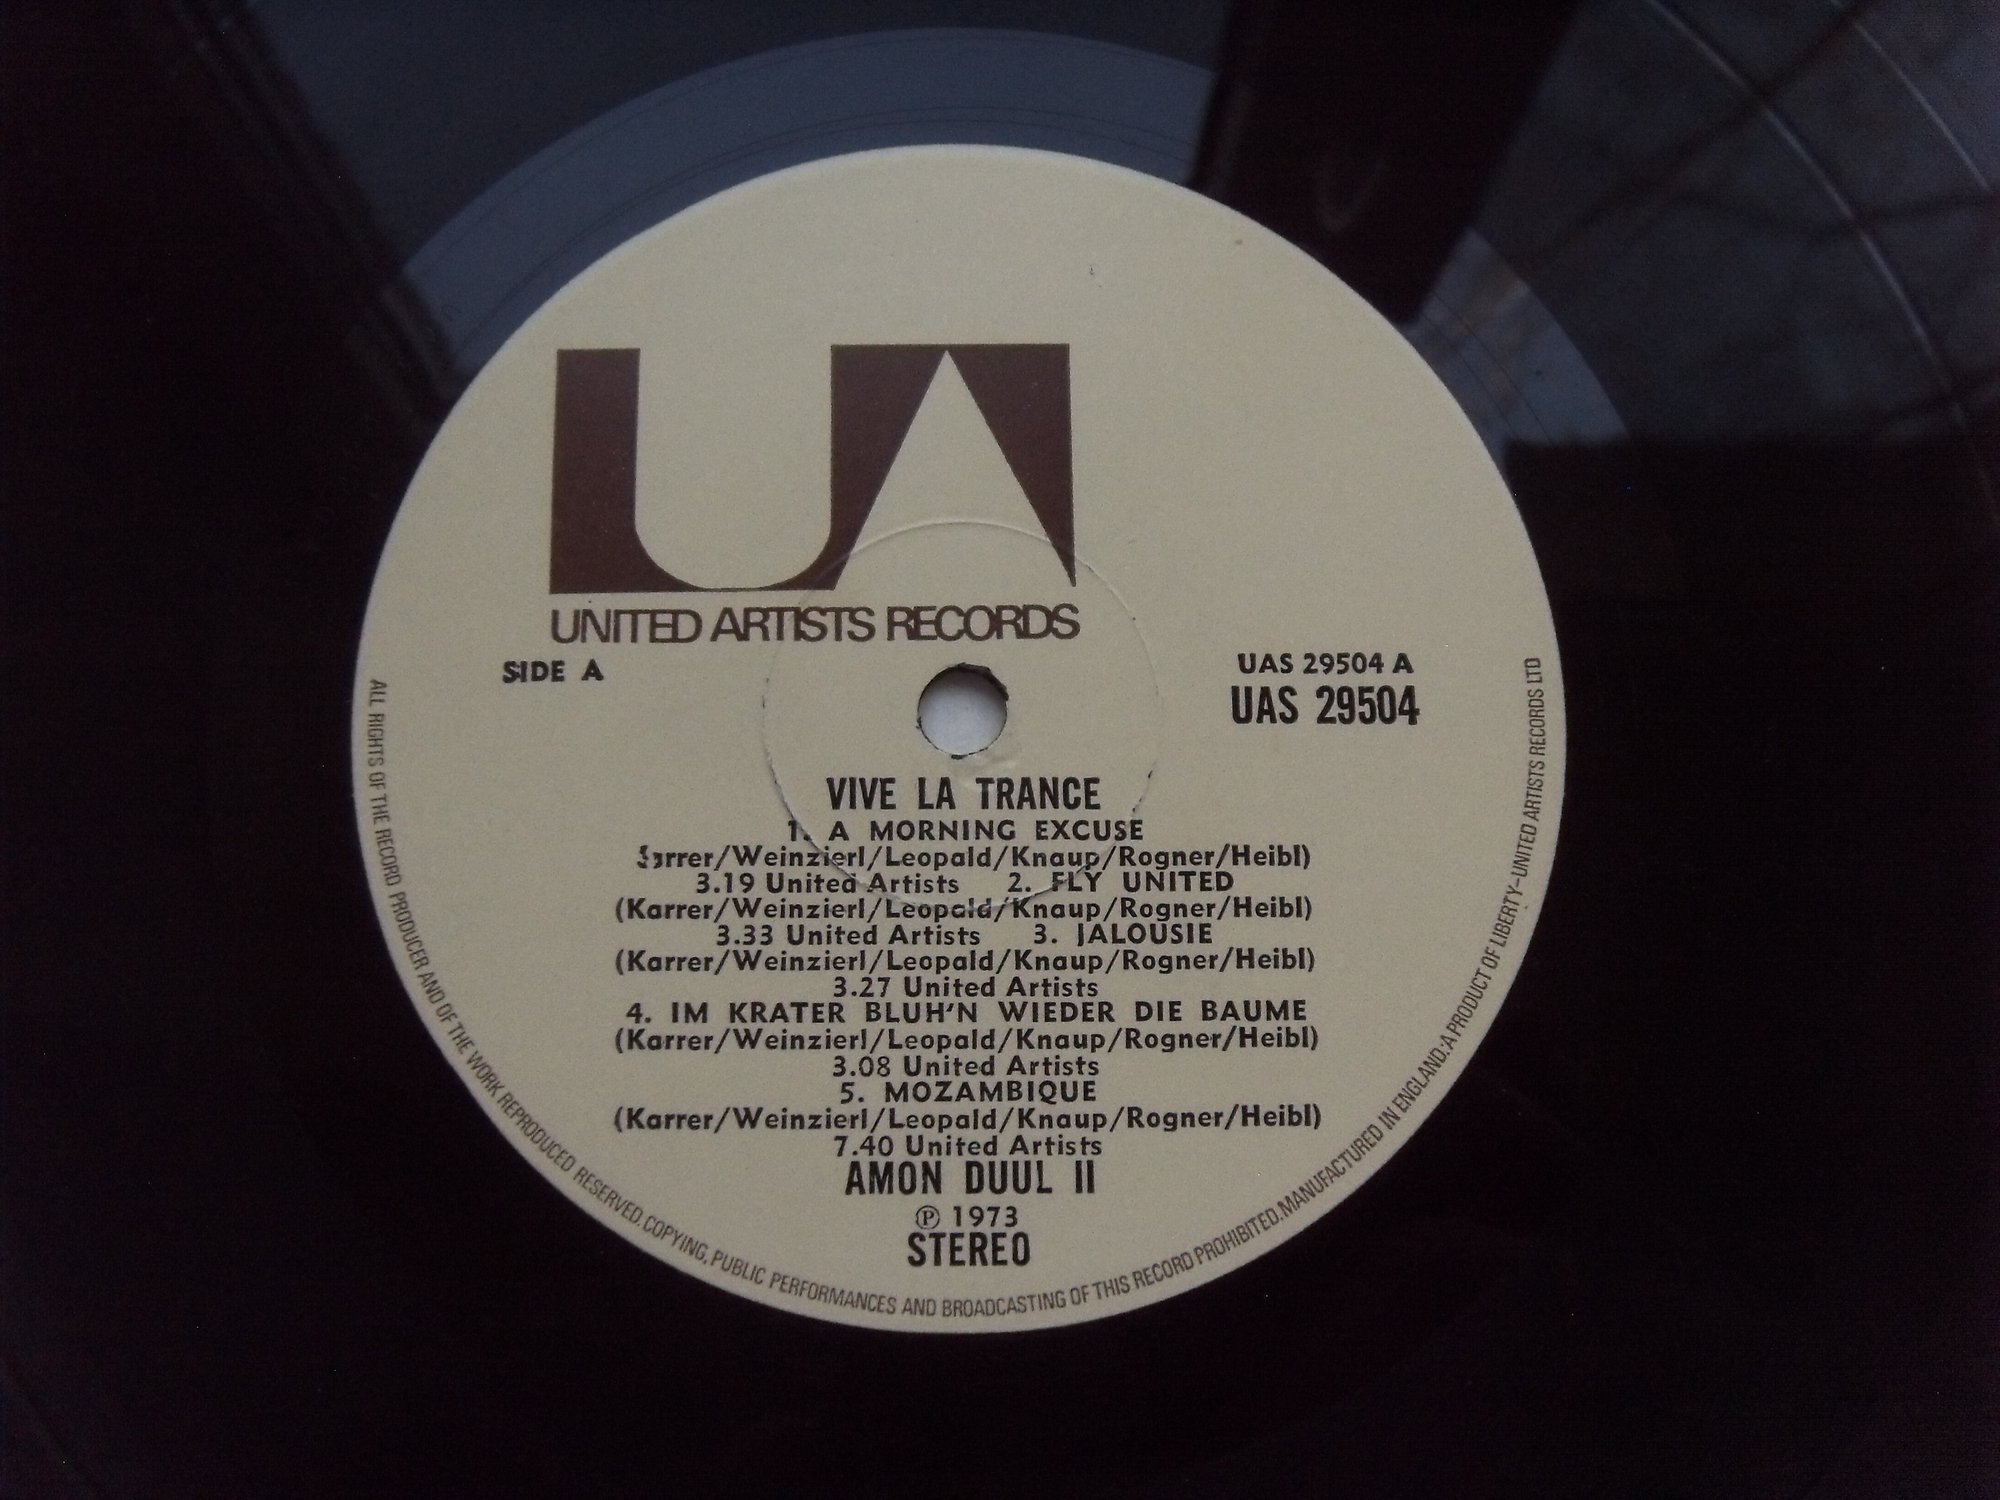 UA
UNITED ARTISTS RECORDS
SIDE A
UAS 29504 A
UAS 29504
VIVE LA TRANCE
1. A MORNING EXCUSE
/Weinzierl/Leopald/Knaup/Rogner/Heibl)
3.19 United Artists 2. FLY UNITED
(Karrer/Weinzierl/Leopald/Knaup/Rogner/Heibl)
3.33 United Artists 3. JALOUSIE
(Karrer/Weinzierl/Leopald/Knaup/Rogner/Heibl)
3.27 United Artists
4. IM KRATER BLUH'N WIEDER DIE BAUME
(Karrer/Weinzierl/Leopald/Knaup/Rogner/Heibl)
3.08 United Artists
5. MOZAMBIQUE
(Karrer/Weinzierl/Leopald/Knaup/Rogner/Heibl)
7.40 United Artists
AMON DUUL II
℗ 1973
STEREO
ALL RIGHTS OF THE RECORD PRODUCER AND OF THE WORK REPRODUCED RESERVED. COPYING, PUBLIC PERFORMANCES AND BROADCASTING OF THIS RECORD PROHIBITED. MANUFACTURED IN ENGLAND. A PRODUCT OF LIBERTY-UNITED ARTISTS RECORDS LTD